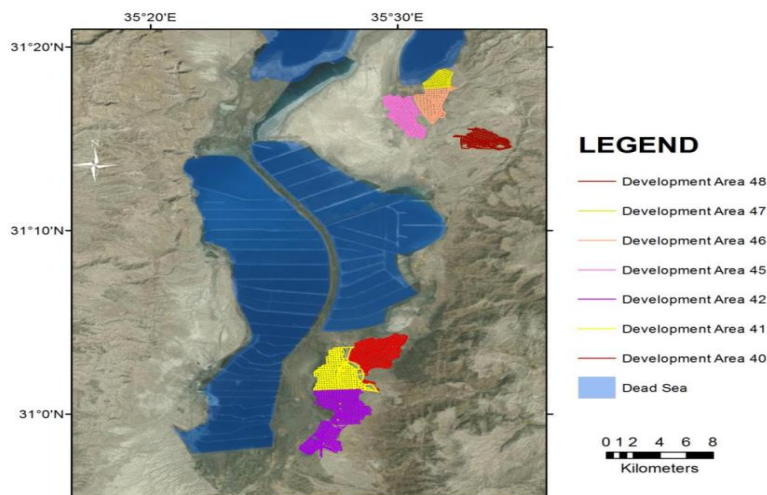 35°20'E
35°30'E
31°20'N
31°10'N
31°0'N
LEGEND
Development Area 48
Development Area 47
Development Area 46
Development Area 45
Development Area 42
Development Area 41
Development Area 40
Dead Sea
0 1 2 4 6 8
Kilometers